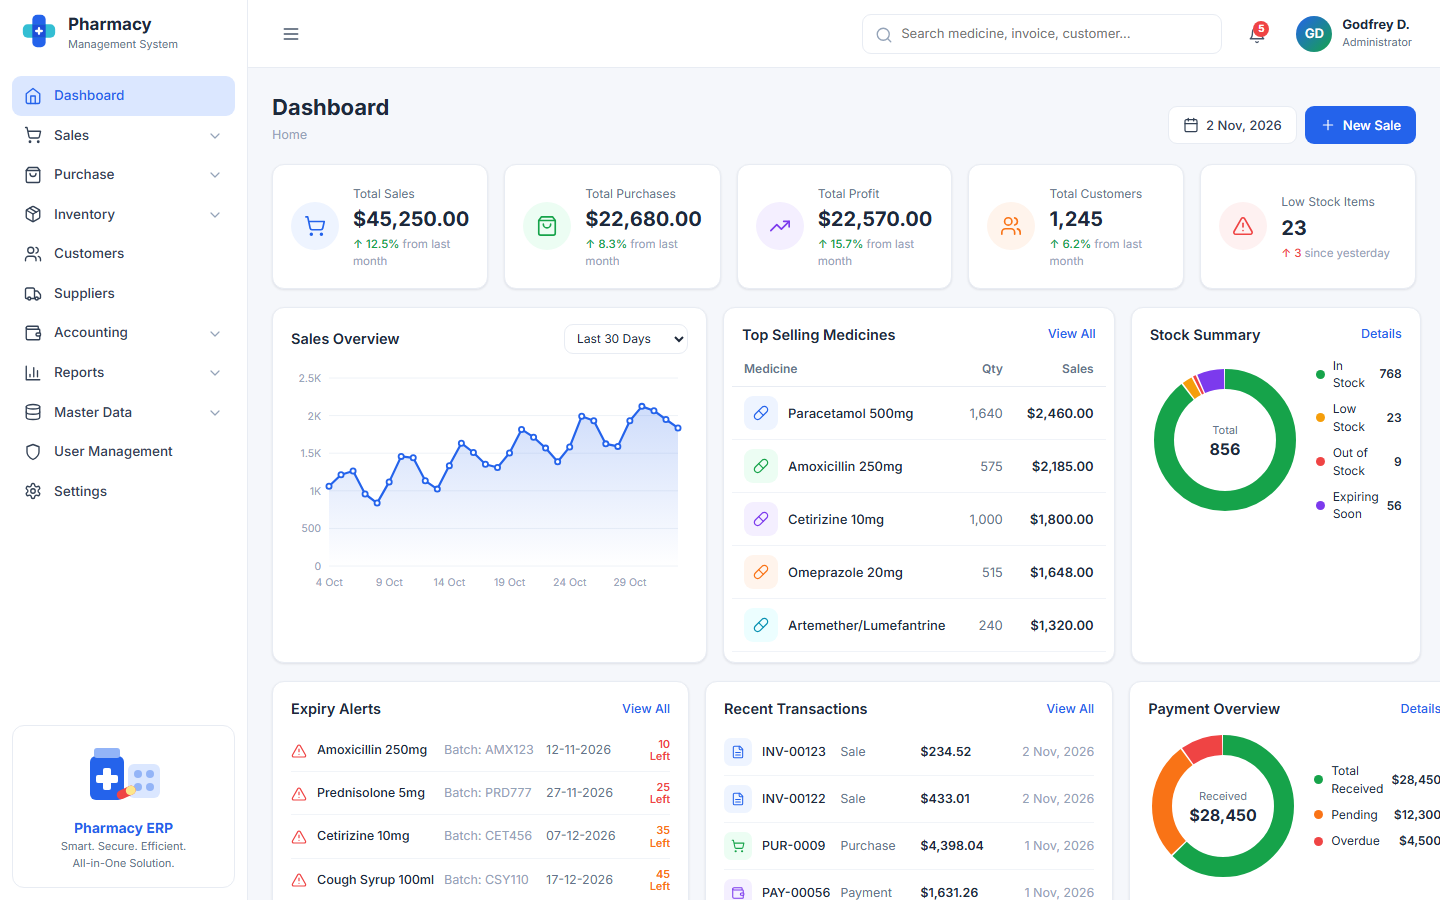 Pharmacy
Management System
Dashboard
Sales
Purchase
Inventory
Customers
Suppliers
Accounting
Reports
Master Data
User Management
Settings
Pharmacy ERP
Smart. Secure. Efficient.
All-in-One Solution.
Search medicine, invoice, customer...
5
GD
Godfrey D.
Administrator
Dashboard
Home
2 Nov, 2026
New Sale
Total Sales
$45,250.00
↑ 12.5% from last
month
Total Purchases
$22,680.00
↑ 8.3% from last
month
Total Profit
$22,570.00
↑ 15.7% from last
month
Total Customers
1,245
↑ 6.2% from last
month
Low Stock Items
23
↑ 3 since yesterday
Sales Overview
Last 30 Days
2.5K
2K
1.5K
1K
500
0
4 Oct 9 Oct 14 Oct 19 Oct 24 Oct 29 Oct
Top Selling Medicines View All
Medicine Qty Sales
Paracetamol 500mg 1,640 $2,460.00
Amoxicillin 250mg 575 $2,185.00
Cetirizine 10mg 1,000 $1,800.00
Omeprazole 20mg 515 $1,648.00
Artemether/Lumefantrine 240 $1,320.00
Stock Summary Details
Total
856
In
Stock 768
Low
Stock 23
Out of
Stock 9
Expiring
Soon 56
Expiry Alerts View All
Amoxicillin 250mg Batch: AMX123 12-11-2026 10
Left
Prednisolone 5mg Batch: PRD777 27-11-2026 25
Left
Cetirizine 10mg Batch: CET456 07-12-2026 35
Left
Cough Syrup 100ml Batch: CSY110 17-12-2026 45
Left
Recent Transactions View All
INV-00123 Sale $234.52 2 Nov, 2026
INV-00122 Sale $433.01 2 Nov, 2026
PUR-0009 Purchase $4,398.04 1 Nov, 2026
PAY-00056 Payment $1,631.26 1 Nov, 2026
Payment Overview Details
Received
$28,450
Total
Received $28,450
Pending $12,300
Overdue $4,500